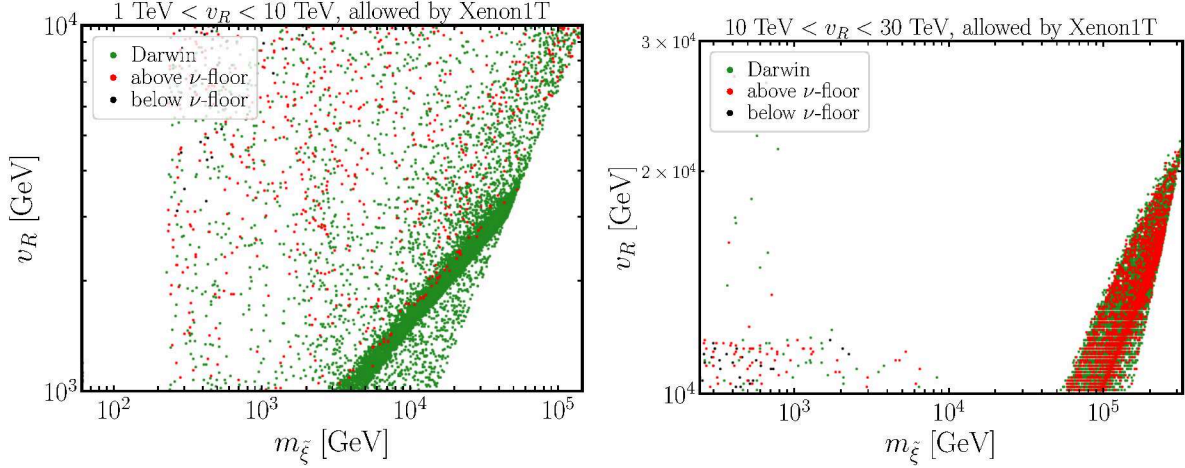 1 TeV < v_R < 10 TeV, allowed by Xenon1T
10^4
Darwin
above ν-floor
below ν-floor
v_R [GeV]
10^3
10^2 10^3 10^4 10^5
m_ξ̃ [GeV]
10 TeV < v_R < 30 TeV, allowed by Xenon1T
3 × 10^4
Darwin
above ν-floor
below ν-floor
2 × 10^4
v_R [GeV]
10^4
10^3 10^4 10^5
m_ξ̃ [GeV]